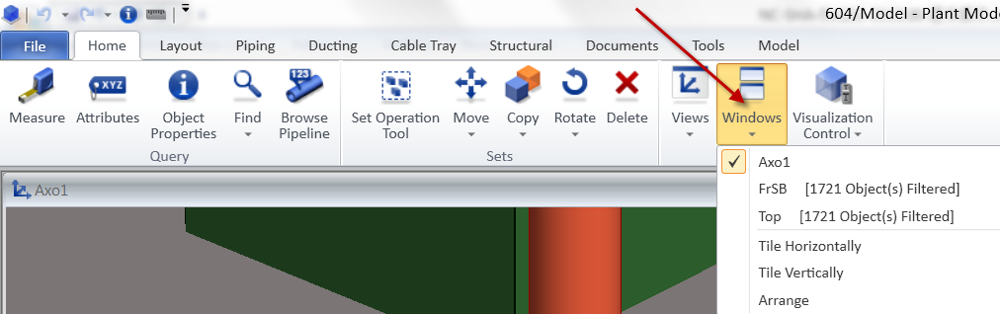 604/Model - Plant Mod
File Home Layout Piping Ducting Cable Tray Structural Documents Tools Model
XYZ 123
Measure Attributes Object Properties Find Browse Pipeline Set Operation Tool Move Copy Rotate Delete Views Windows Visualization Control
Query Sets
Axo1
Axo1
FrSB [1721 Object(s) Filtered]
Top [1721 Object(s) Filtered]
Tile Horizontally
Tile Vertically
Arrange